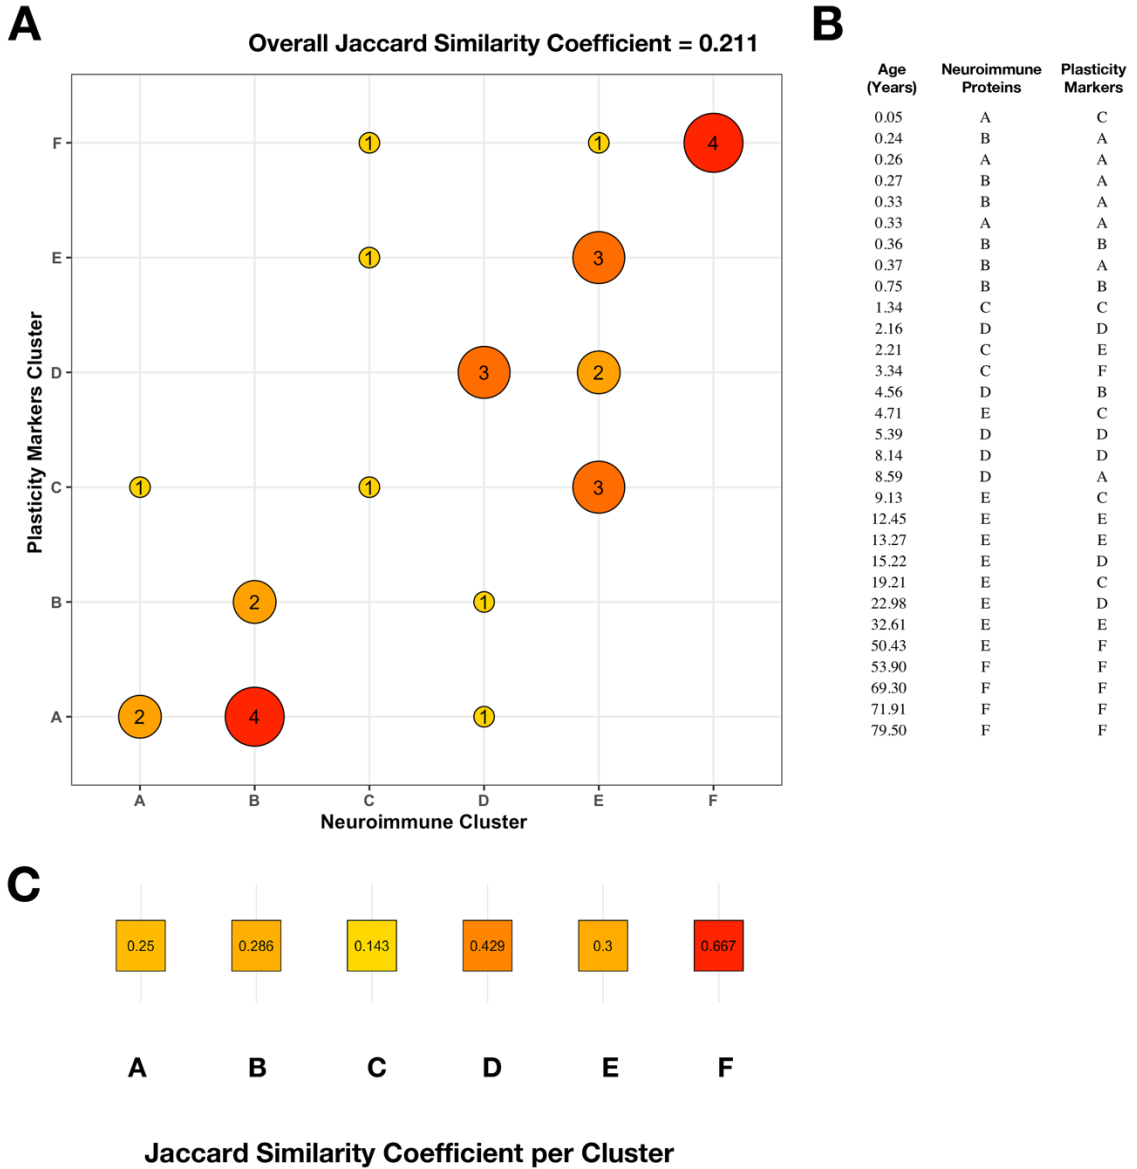 A
B
Overall Jaccard Similarity Coefficient = 0.211
F 1 1 4
E 1 3
D 3 2
C 1 1 3
B 2 1
A 2 4 1
Plasticity Markers Cluster
A B C D E F
Neuroimmune Cluster
Age Neuroimmune Plasticity
(Years) Proteins Markers
0.05 A C
0.24 B A
0.26 A A
0.27 B A
0.33 B A
0.33 A A
0.36 B B
0.37 B A
0.75 B B
1.34 C C
2.16 D D
2.21 C E
3.34 C F
4.56 D B
4.71 E C
5.39 D D
8.14 D D
8.59 D A
9.13 E C
12.45 E E
13.27 E E
15.22 E D
19.21 E C
22.98 E D
32.61 E E
50.43 E F
53.90 F F
69.30 F F
71.91 F F
79.50 F F
C
0.25 0.286 0.143 0.429 0.3 0.667
A B C D E F
Jaccard Similarity Coefficient per Cluster